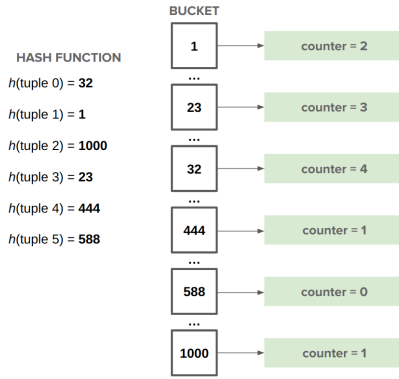 BUCKET
HASH FUNCTION
h(tuple 0) = 32
h(tuple 1) = 1
h(tuple 2) = 1000
h(tuple 3) = 23
h(tuple 4) = 444
h(tuple 5) = 588
1 counter = 2
...
23 counter = 3
...
32 counter = 4
...
444 counter = 1
...
588 counter = 0
...
1000 counter = 1